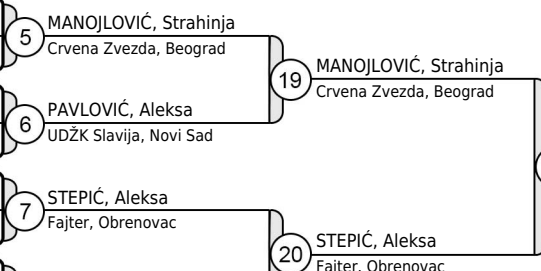 MANOJLOVIĆ, Strahinja
5
Crvena Zvezda, Beograd
MANOJLOVIĆ, Strahinja
19
Crvena Zvezda, Beograd
PAVLOVIĆ, Aleksa
6
UDŽK Slavija, Novi Sad
STEPIĆ, Aleksa
7
Fajter, Obrenovac
STEPIĆ, Aleksa
20
Fajter, Obrenovac